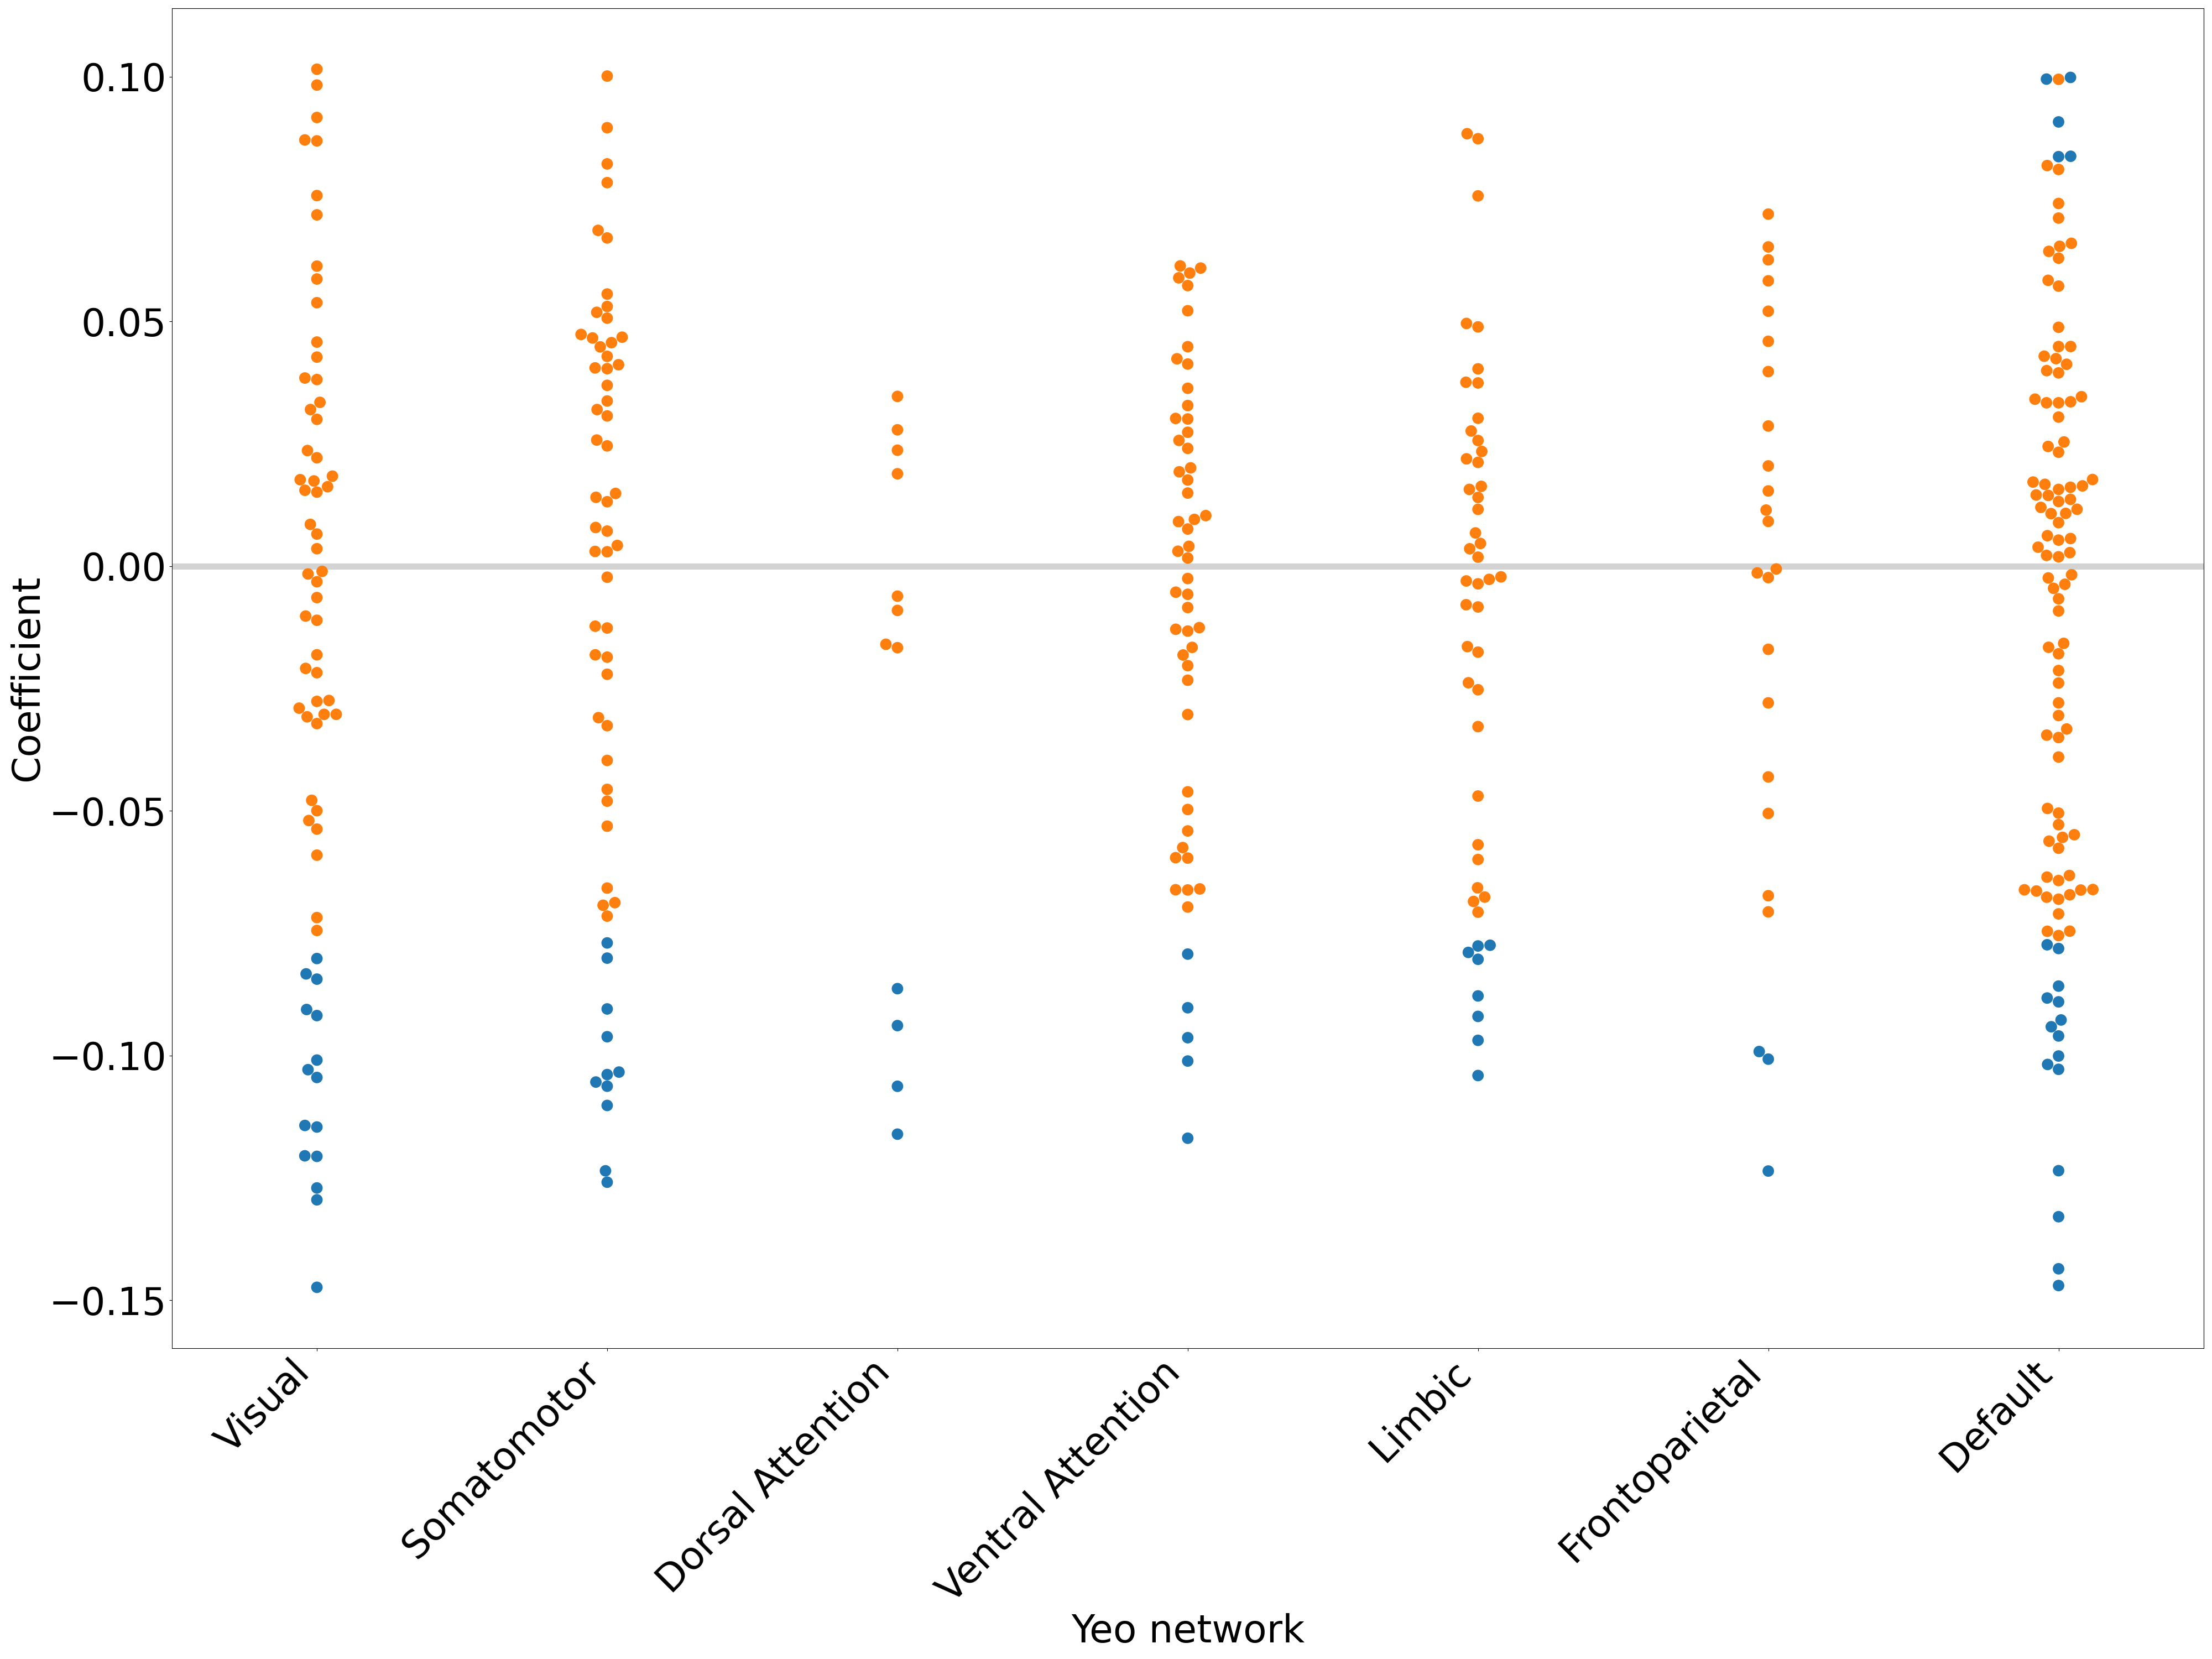 0.10
0.05
0.00
−0.05
−0.10
−0.15
Coefficient
Visual
Somatomotor
Dorsal Attention
Ventral Attention
Limbic
Frontoparietal
Default
Yeo network